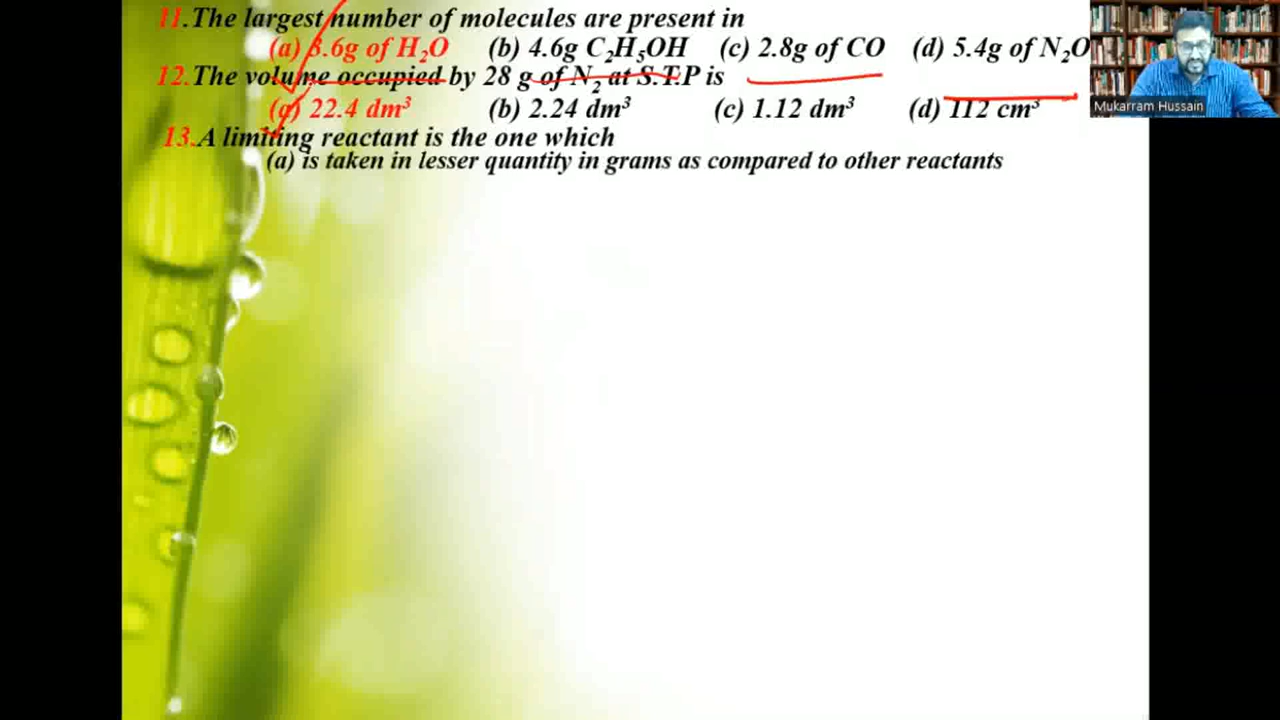 11.The largest number of molecules are present in
(a) 3.6g of H₂O (b) 4.6g C₂H₅OH (c) 2.8g of CO (d) 5.4g of N₂O
12.The volume occupied by 28 g of N₂ at S.T.P is
(a) 22.4 dm³ (b) 2.24 dm³ (c) 1.12 dm³ (d) 112 cm³
13.A limiting reactant is the one which
(a) is taken in lesser quantity in grams as compared to other reactants
Mukarram Hussain